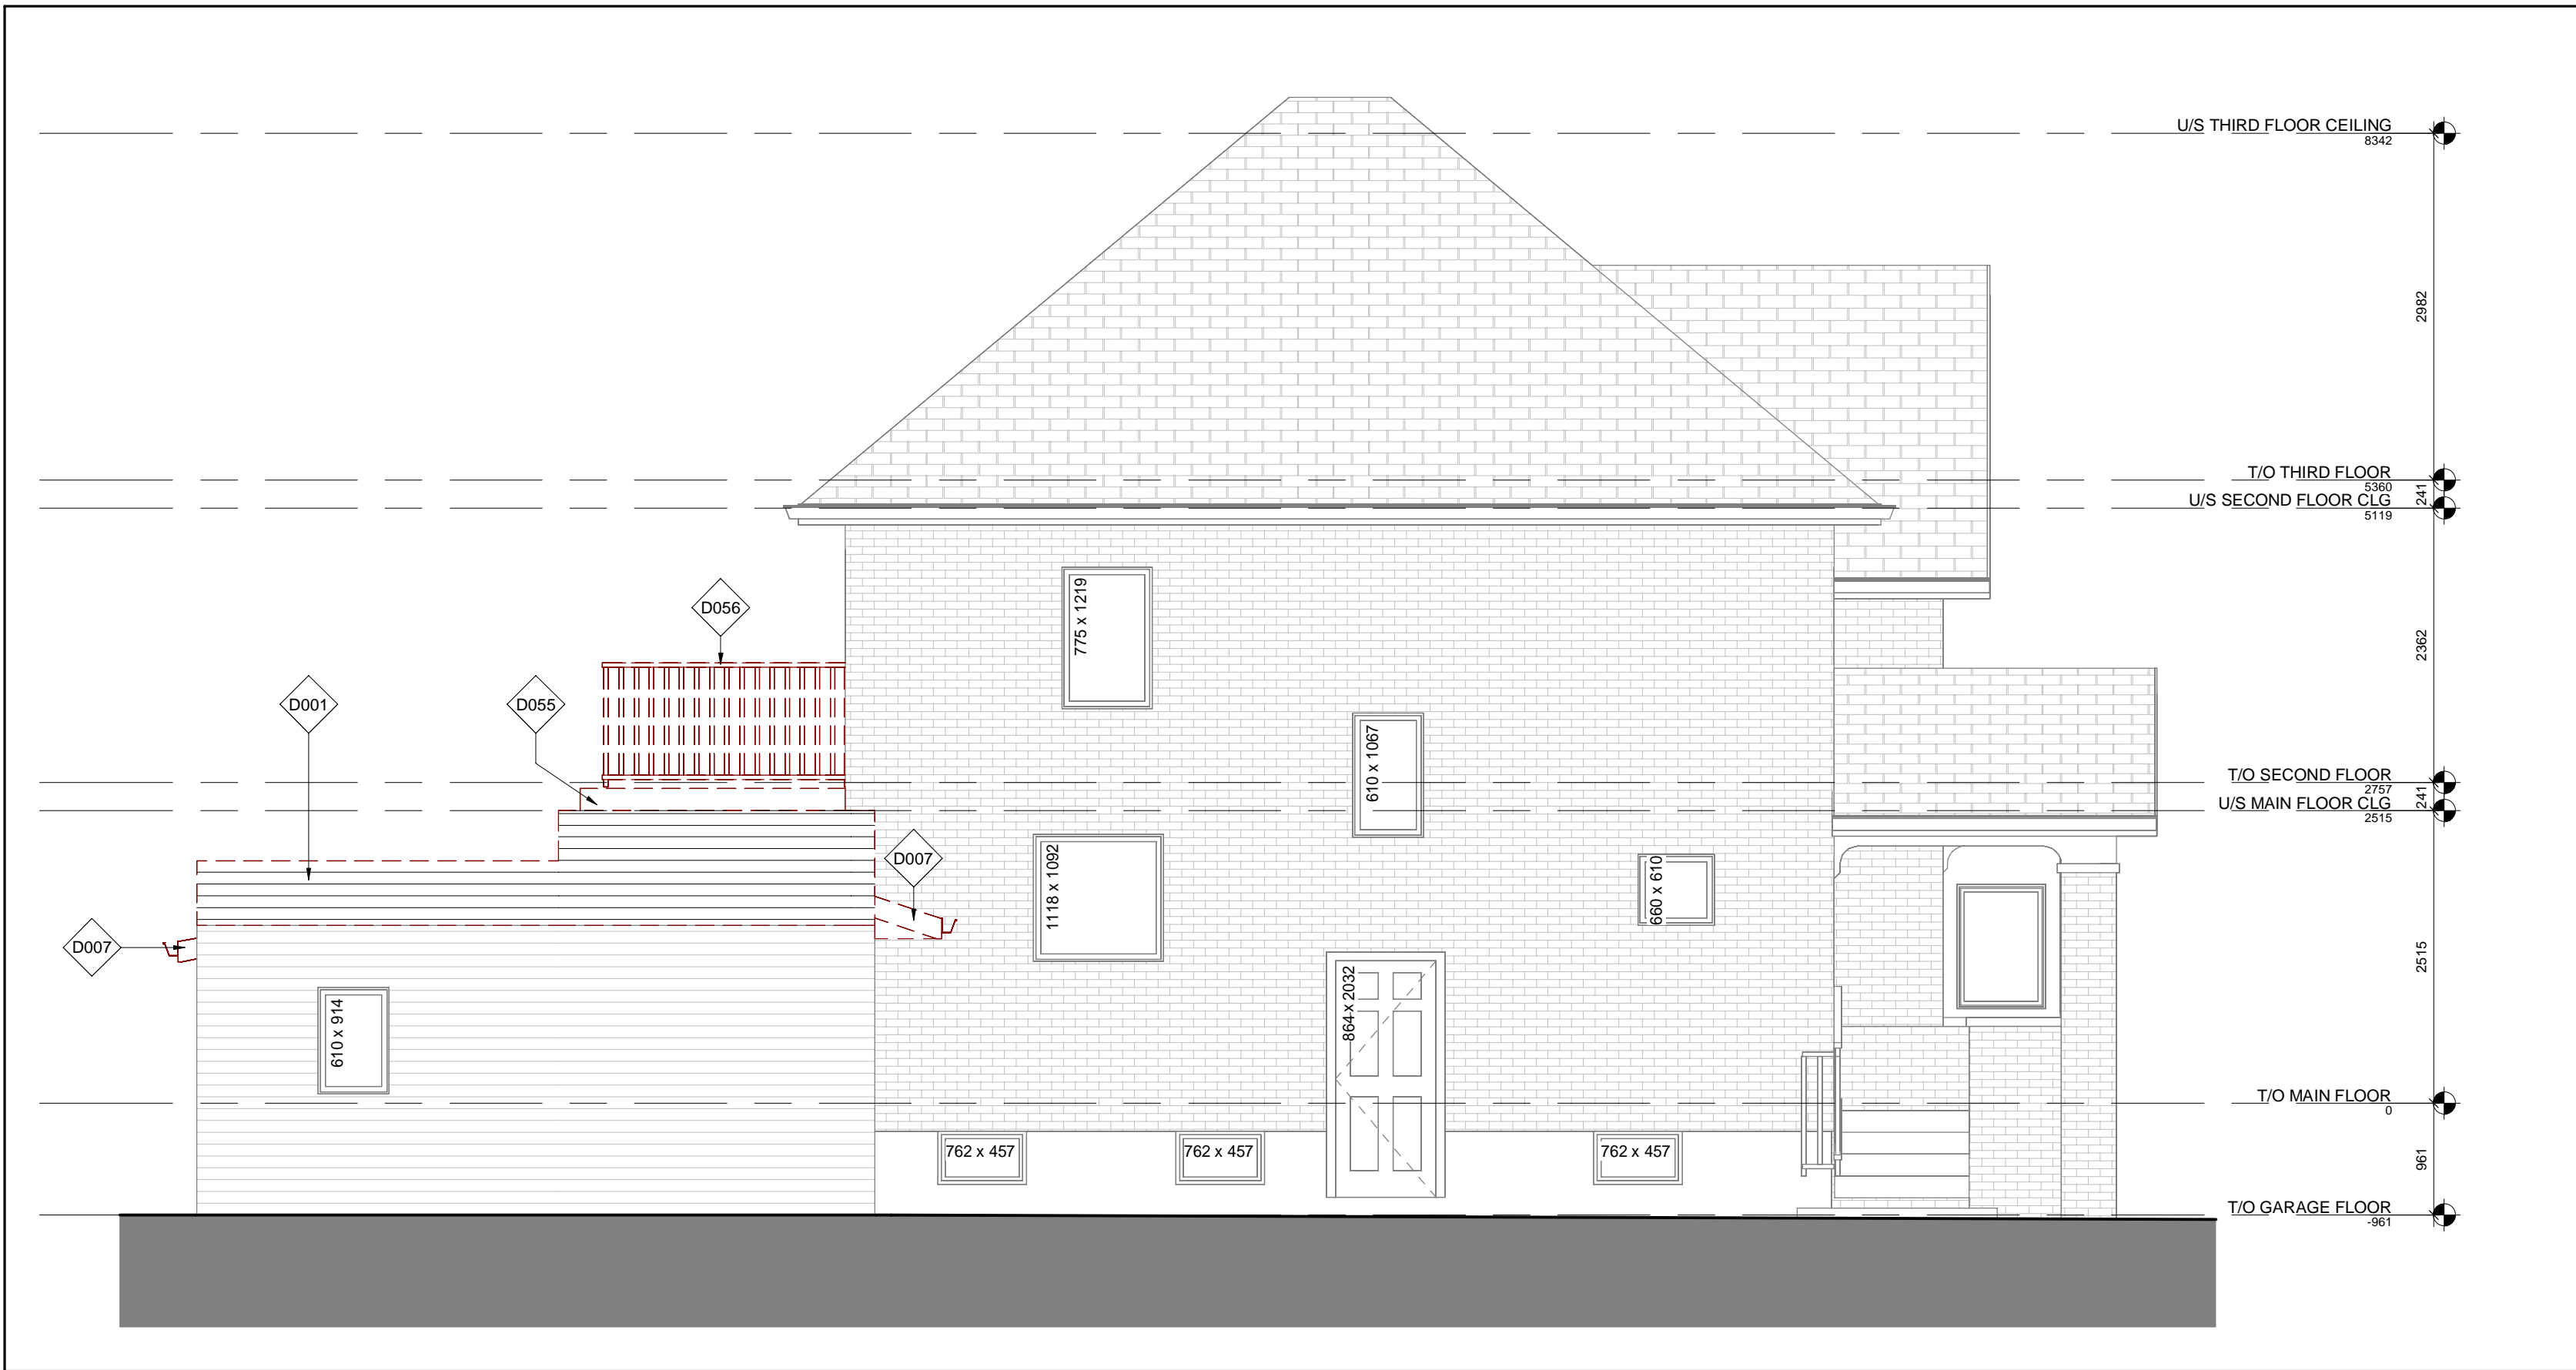 U/S THIRD FLOOR CEILING
8342
2982
T/O THIRD FLOOR
5360
241
U/S SECOND FLOOR CLG
5119
775 x 1219
D056
2362
D001
D055
610 x 1067
T/O SECOND FLOOR
2757
241
U/S MAIN FLOOR CLG
2515
D007
1118 x 1092
660 x 610
D007
2515
864 x 2032
610 x 914
T/O MAIN FLOOR
0
762 x 457
762 x 457
762 x 457
961
T/O GARAGE FLOOR
-961